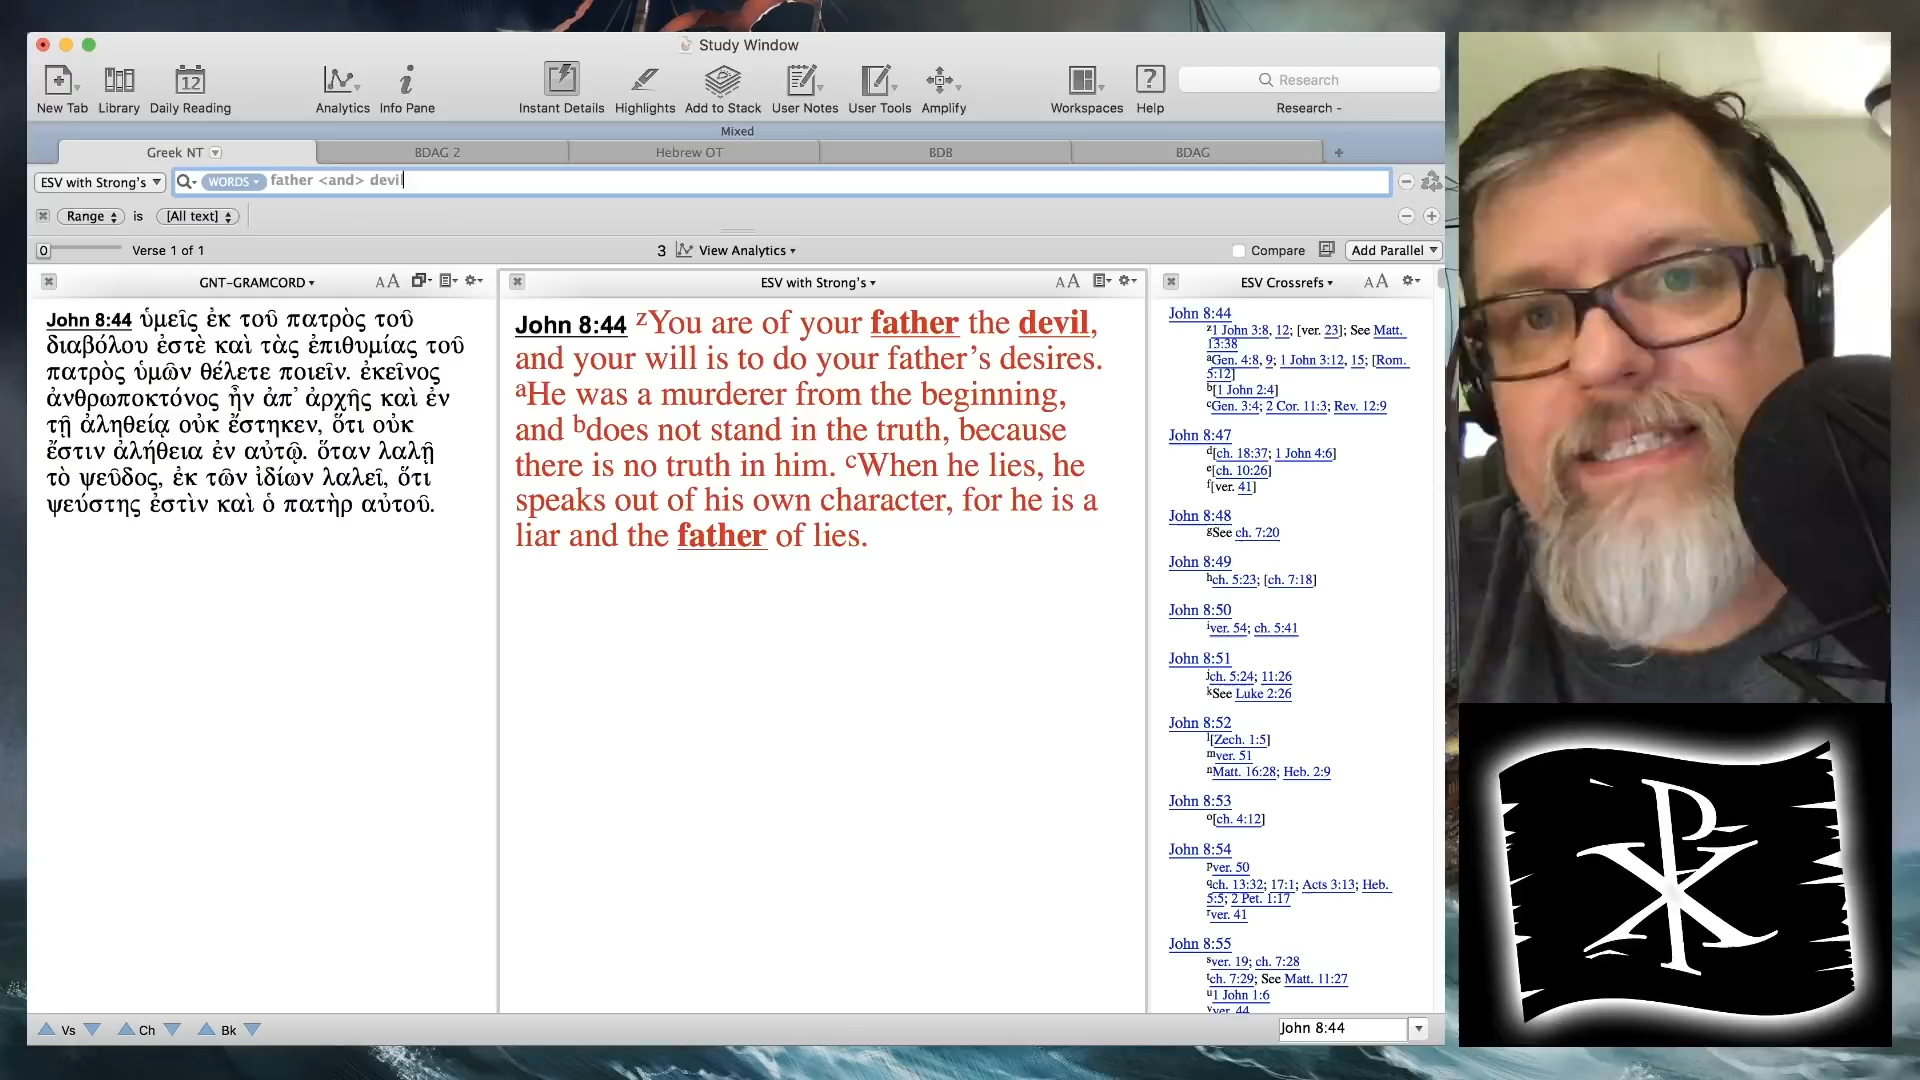 Study Window
New Tab Library Daily Reading Analytics Info Pane Instant Details Highlights Add to Stack User Notes User Tools Amplify Workspaces Help Research
12
Research
Mixed
Greek NT BDAG 2 Hebrew OT BDB BDAG
ESV with Strong's WORDS father <and> devil
Range is [All text]
0 Verse 1 of 1 3 View Analytics Compare Add Parallel
GNT-GRAMCORD
John 8:44 ὑμεῖς ἐκ τοῦ πατρὸς τοῦ
διαβόλου ἐστὲ καὶ τὰς ἐπιθυμίας τοῦ
πατρὸς ὑμῶν θέλετε ποιεῖν. ἐκεῖνος
ἀνθρωποκτόνος ἦν ἀπ’ ἀρχῆς καὶ ἐν
τῇ ἀληθείᾳ οὐκ ἔστηκεν, ὅτι οὐκ
ἔστιν ἀλήθεια ἐν αὐτῷ. ὅταν λαλῇ
τὸ ψεῦδος, ἐκ τῶν ἰδίων λαλεῖ, ὅτι
ψεύστης ἐστὶν καὶ ὁ πατὴρ αὐτοῦ.
ESV with Strong's
John 8:44 zYou are of your father the devil,
and your will is to do your father’s desires.
aHe was a murderer from the beginning,
and bdoes not stand in the truth, because
there is no truth in him. cWhen he lies, he
speaks out of his own character, for he is a
liar and the father of lies.
ESV Crossrefs
John 8:44
z1 John 3:8, 12; [ver. 23]; See Matt.
13:38
aGen. 4:8, 9; 1 John 3:12, 15; [Rom.
5:12]
b[1 John 2:4]
cGen. 3:4; 2 Cor. 11:3; Rev. 12:9
John 8:47
d[ch. 18:37; 1 John 4:6]
e[ch. 10:26]
f[ver. 41]
John 8:48
gSee ch. 7:20
John 8:49
hch. 5:23; [ch. 7:18]
John 8:50
iver. 54; ch. 5:41
John 8:51
jch. 5:24; 11:26
kSee Luke 2:26
John 8:52
l[Zech. 1:5]
mver. 51
nMatt. 16:28; Heb. 2:9
John 8:53
o[ch. 4:12]
John 8:54
pver. 50
qch. 13:32; 17:1; Acts 3:13; Heb.
5:5; 2 Pet. 1:17
rver. 41
John 8:55
sver. 19; ch. 7:28
tch. 7:29; See Matt. 11:27
u1 John 1:6
vver. 44
Vs Ch Bk John 8:44